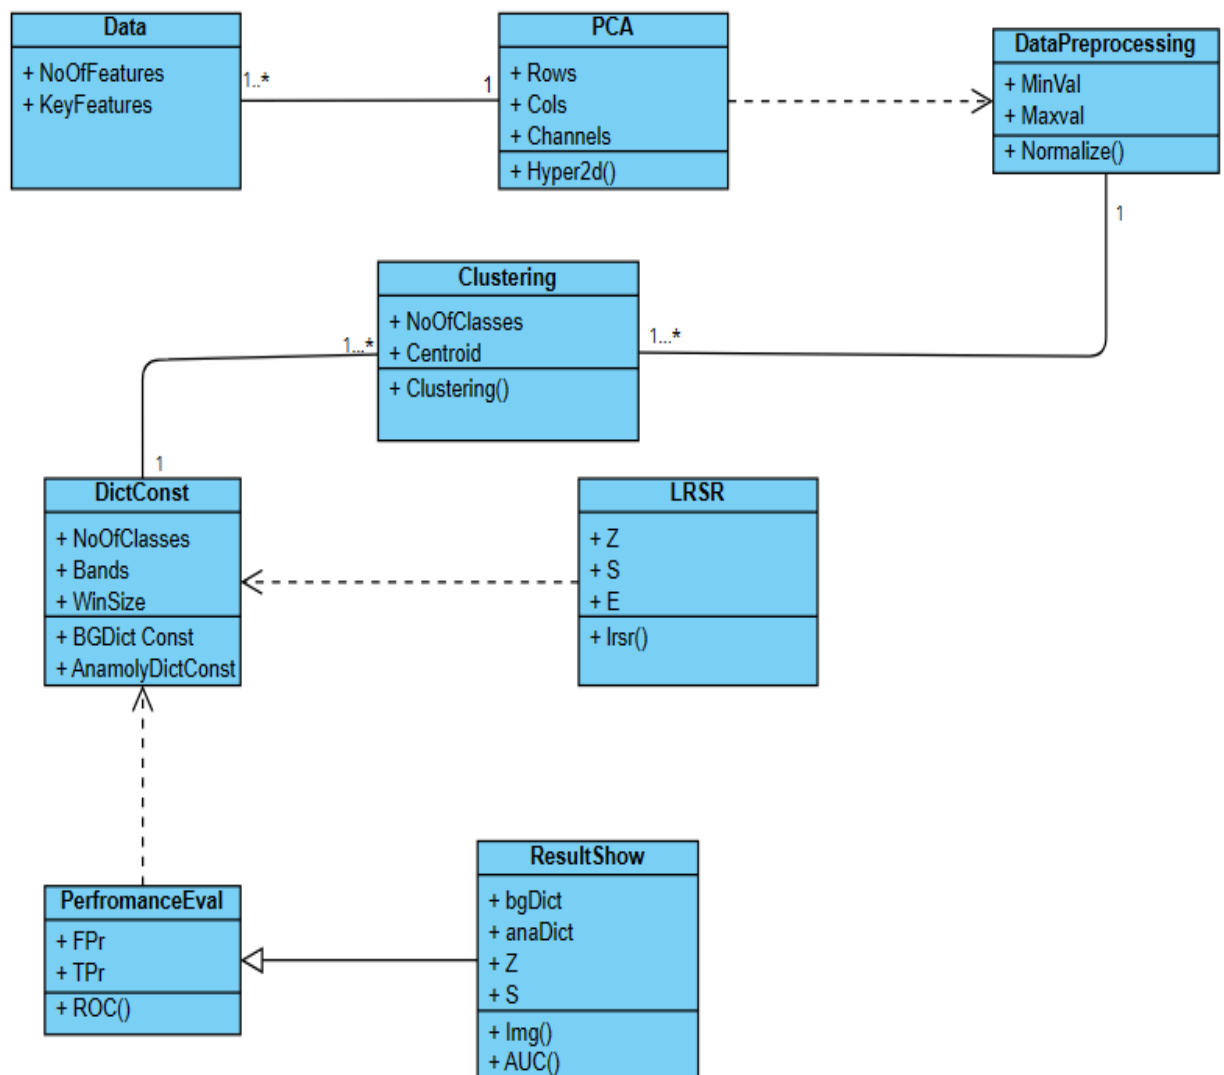 Data
+ NoOfFeatures
+ KeyFeatures
1..*
1
PCA
+ Rows
+ Cols
+ Channels
+ Hyper2d()
DataPreprocessing
+ MinVal
+ Maxval
+ Normalize()
1
Clustering
+ NoOfClasses
+ Centroid
+ Clustering()
1...*
1...*
1
DictConst
+ NoOfClasses
+ Bands
+ WinSize
+ BGDict Const
+ AnamolyDictConst
LRSR
+ Z
+ S
+ E
+ lrsr()
PerfromanceEval
+ FPr
+ TPr
+ ROC()
ResultShow
+ bgDict
+ anaDict
+ Z
+ S
+ Img()
+ AUC()